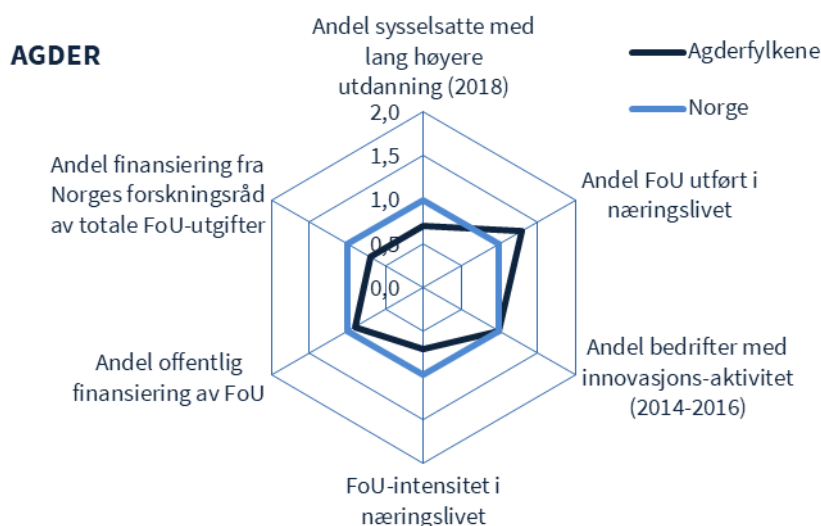 AGDER
Andel sysselsatte med
lang høyere
utdanning (2018)
Agderfylkene
Norge
2,0
1,5
1,0
0,5
0,0
Andel finansiering fra
Norges forskningsråd
av totale FoU-utgifter
Andel FoU utført i
næringslivet
Andel bedrifter med
innovasjons-aktivitet
(2014-2016)
Andel offentlig
finansiering av FoU
FoU-intensitet i
næringslivet